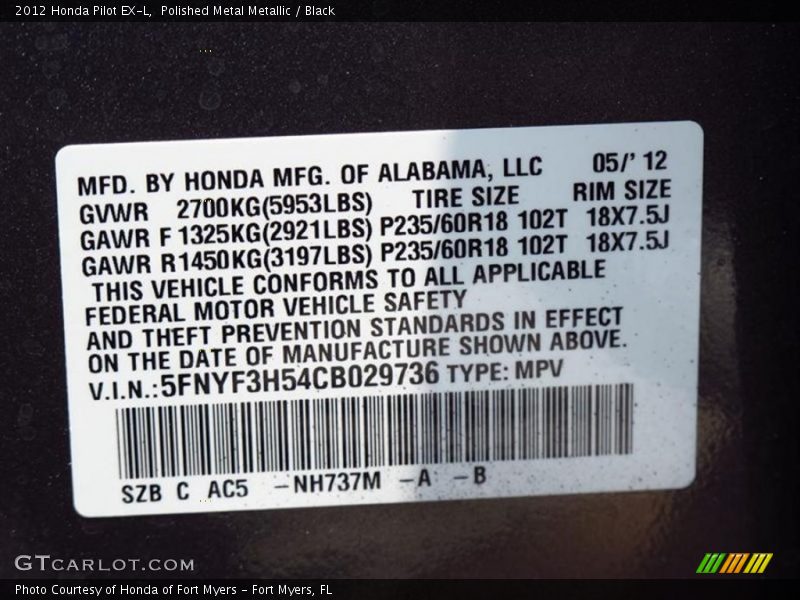 2012 Honda Pilot EX-L, Polished Metal Metallic / Black
MFD. BY HONDA MFG. OF ALABAMA, LLC 05/' 12
GVWR 2700KG(5953LBS) TIRE SIZE RIM SIZE
GAWR F 1325KG(2921LBS) P235/60R18 102T 18X7.5J
GAWR R1450KG(3197LBS) P235/60R18 102T 18X7.5J
THIS VEHICLE CONFORMS TO ALL APPLICABLE
FEDERAL MOTOR VEHICLE SAFETY
AND THEFT PREVENTION STANDARDS IN EFFECT
ON THE DATE OF MANUFACTURE SHOWN ABOVE.
V.I.N.:5FNYF3H54CB029736 TYPE: MPV
SZB C AC5 -NH737M -A -B
GTCARLOT.COM
Photo Courtesy of Honda of Fort Myers - Fort Myers, FL